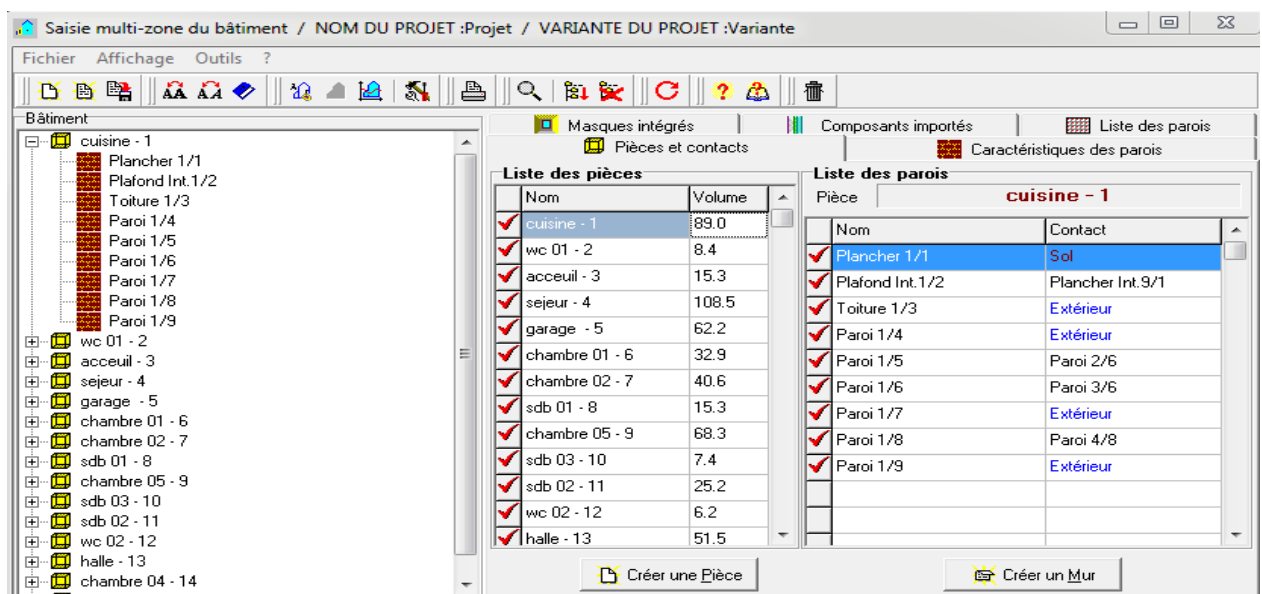 Saisie multi-zone du bâtiment / NOM DU PROJET :Projet / VARIANTE DU PROJET :Variante
Fichier Affichage Outils ?
Bâtiment
cuisine - 1
Plancher 1/1
Plafond Int.1/2
Toiture 1/3
Paroi 1/4
Paroi 1/5
Paroi 1/6
Paroi 1/7
Paroi 1/8
Paroi 1/9
wc 01 - 2
acceuil - 3
sejeur - 4
garage - 5
chambre 01 - 6
chambre 02 - 7
sdb 01 - 8
chambre 05 - 9
sdb 03 - 10
sdb 02 - 11
wc 02 - 12
halle - 13
chambre 04 - 14
Masques intégrés Composants importés Liste des parois
Pièces et contacts Caractéristiques des parois
Liste des pièces
Nom Volume
cuisine - 1 89.0
wc 01 - 2 8.4
acceuil - 3 15.3
sejeur - 4 108.5
garage - 5 62.2
chambre 01 - 6 32.9
chambre 02 - 7 40.6
sdb 01 - 8 15.3
chambre 05 - 9 68.3
sdb 03 - 10 7.4
sdb 02 - 11 25.2
wc 02 - 12 6.2
halle - 13 51.5
Créer une Pièce
Liste des parois
Pièce cuisine - 1
Nom Contact
Plancher 1/1 Sol
Plafond Int.1/2 Plancher Int.9/1
Toiture 1/3 Extérieur
Paroi 1/4 Extérieur
Paroi 1/5 Paroi 2/6
Paroi 1/6 Paroi 3/6
Paroi 1/7 Extérieur
Paroi 1/8 Paroi 4/8
Paroi 1/9 Extérieur
Créer un Mur